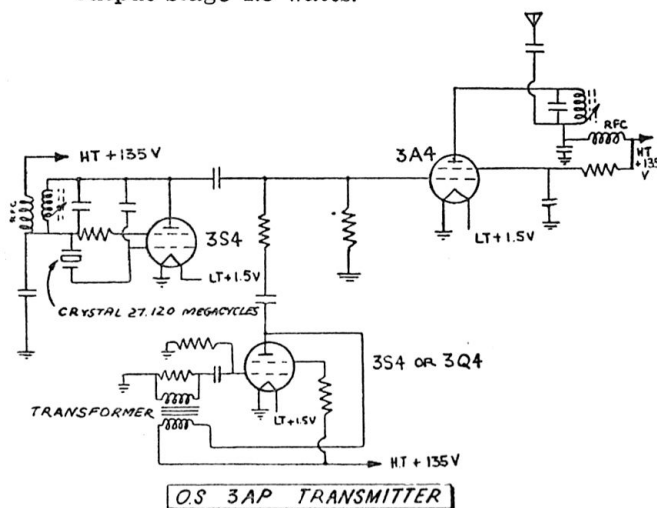 output stage 1.5 watts.
RFC
HT
+135
V
3A4
HT +135 V
RFC
3S4
LT+1.5V
LT+1.5V
CRYSTAL 27.120 MEGACYCLES
3S4 OR 3Q4
TRANSFORMER
LT+1.5V
H.T + 135V
O.S 3AP TRANSMITTER